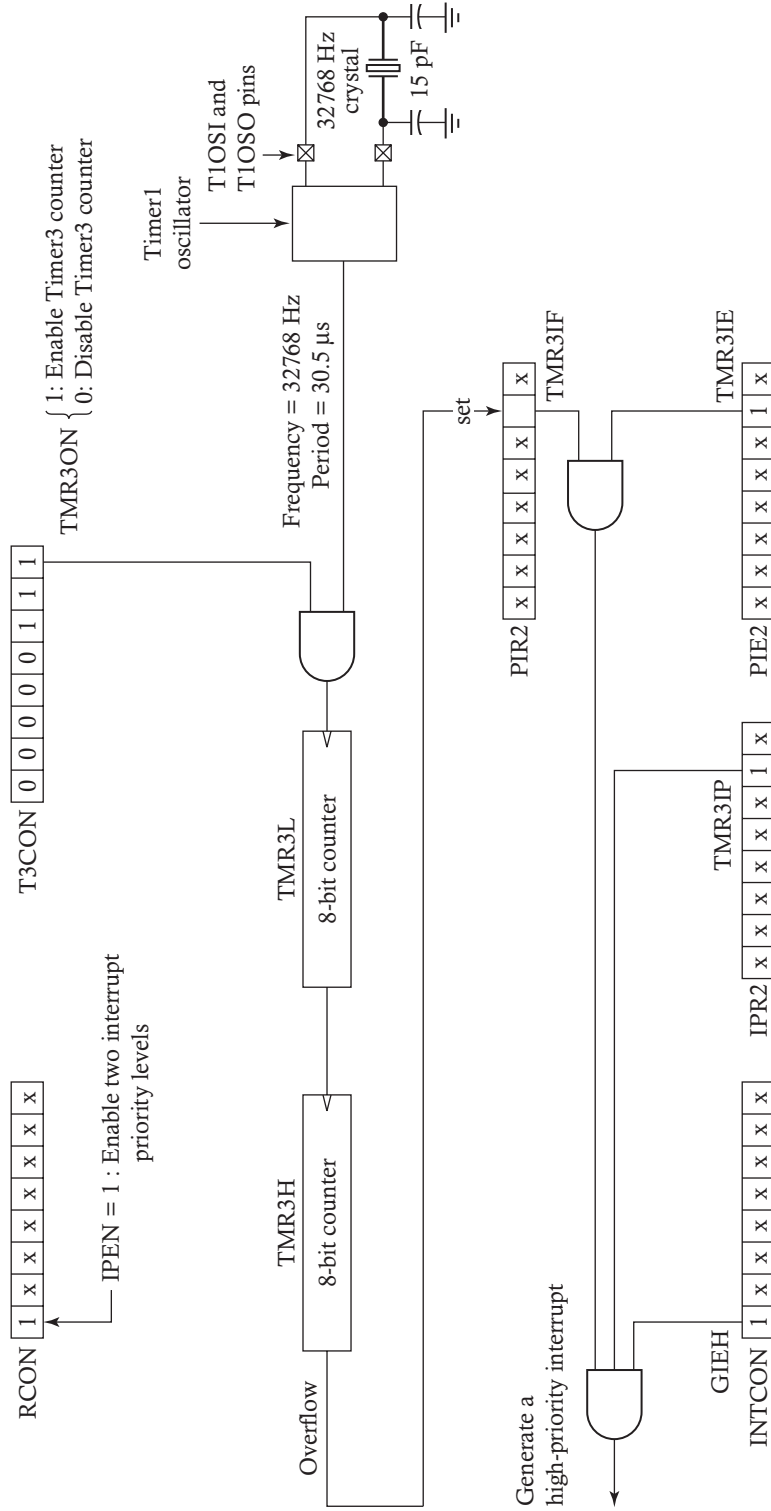 RCON 1 x x x x x x x
IPEN = 1 : Enable two interrupt
priority levels
T3CON 0 0 0 0 0 1 1 1
TMR3ON
1: Enable Timer3 counter
0: Disable Timer3 counter
TMR3H
8-bit counter
TMR3L
8-bit counter
Frequency = 32768 Hz
Period = 30.5 μs
Timer1
oscillator
T1OSI and
T1OSO pins
32768 Hz
crystal
15 pF
Overflow
set
PIR2 x x x x x x x
TMR3IF
Generate a
high-priority interrupt
GIEH
INTCON 1 x x x x x x x
TMR3IP
IPR2 x x x x x x 1 x
TMR3IE
PIE2 x x x x x x 1 x